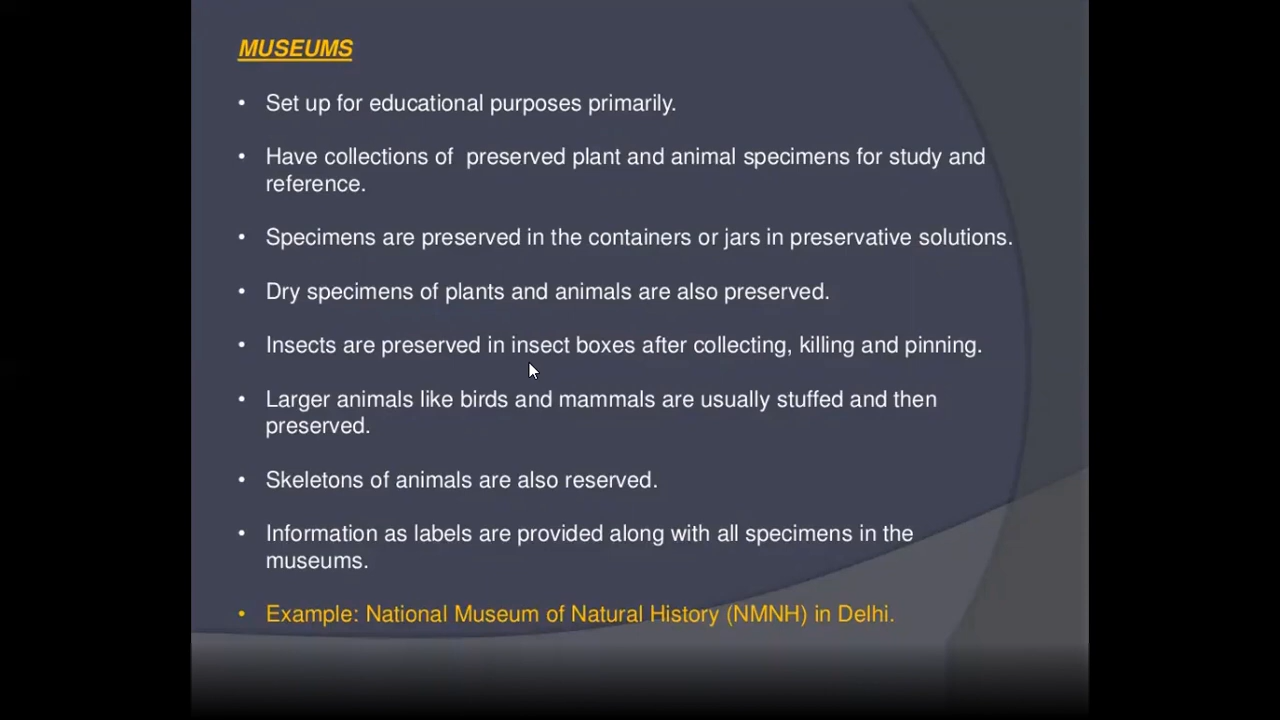 MUSEUMS
• Set up for educational purposes primarily.
• Have collections of  preserved plant and animal specimens for study and
reference.
• Specimens are preserved in the containers or jars in preservative solutions.
• Dry specimens of plants and animals are also preserved.
• Insects are preserved in insect boxes after collecting, killing and pinning.
• Larger animals like birds and mammals are usually stuffed and then
preserved.
• Skeletons of animals are also reserved.
• Information as labels are provided along with all specimens in the
museums.
• Example: National Museum of Natural History (NMNH) in Delhi.